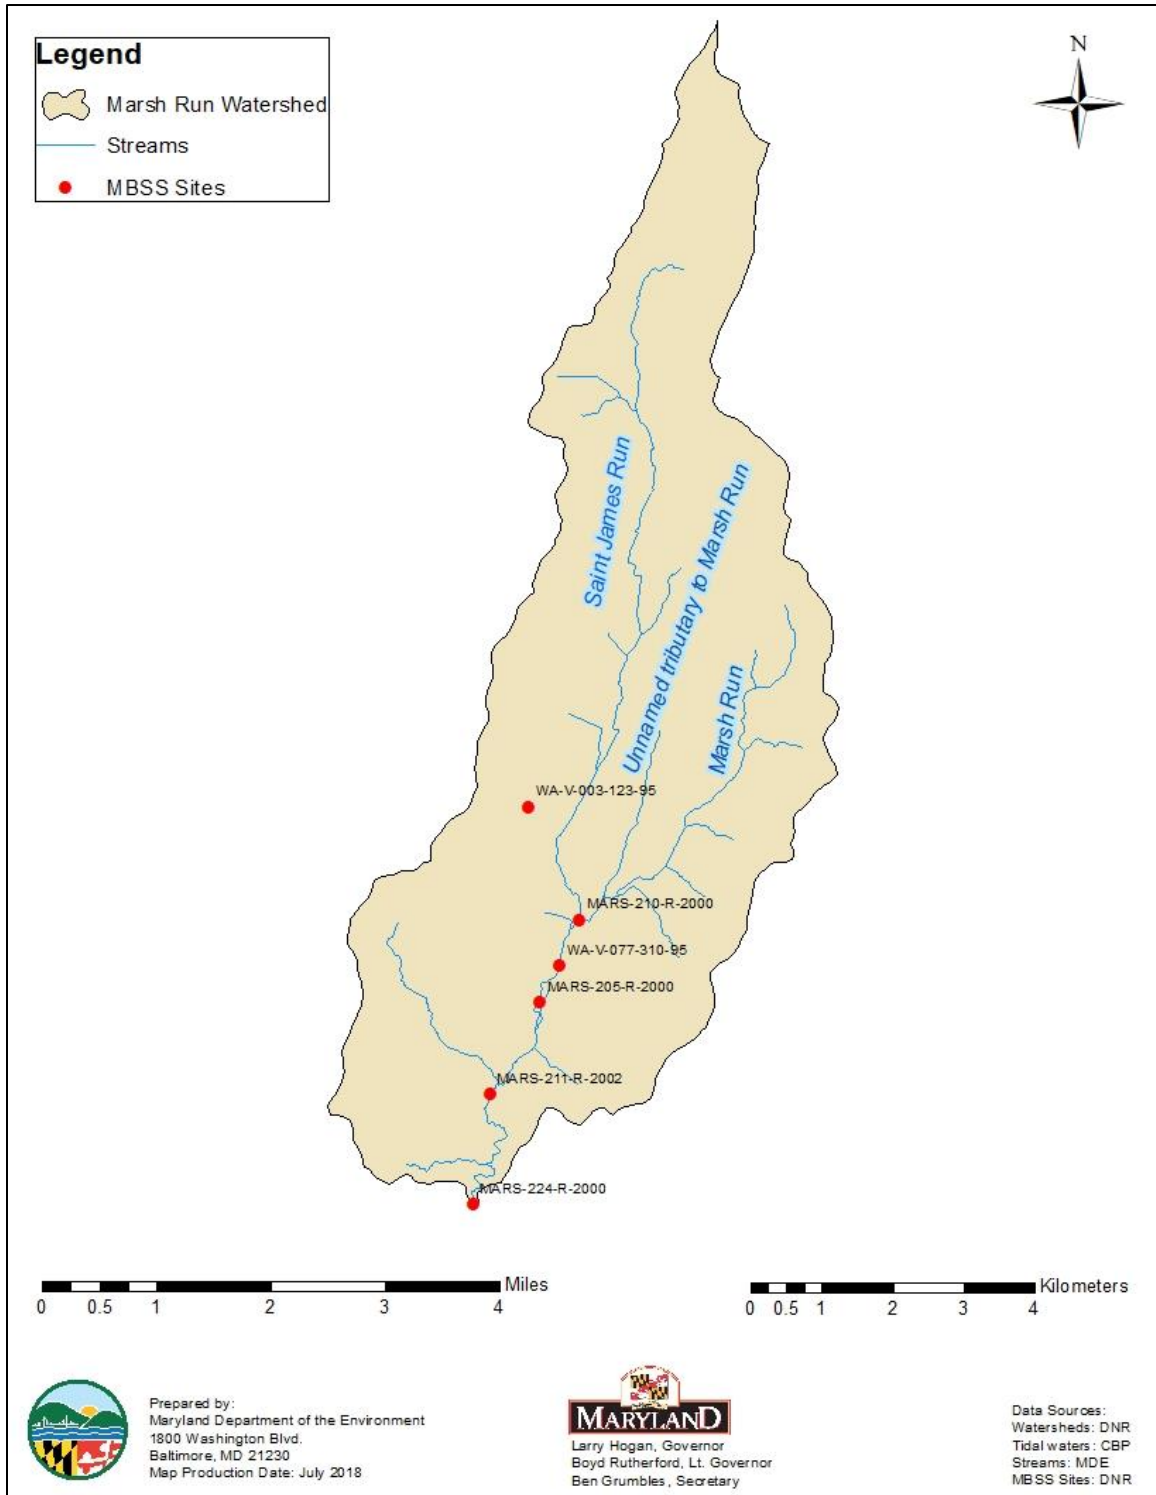 Legend
Marsh Run Watershed
Streams
MBSS Sites
N
Saint James Run
Unnamed tributary to Marsh Run
Marsh Run
WA-V-003-123-95
MARS-210-R-2000
WA-V-077-310-95
MARS-205-R-2000
MARS-211-R-2002
MARS-224-R-2000
Miles
0 0.5 1 2 3 4
Kilometers
0 0.5 1 2 3 4
Prepared by:
Maryland Department of the Environment
1800 Washington Blvd.
Baltimore, MD 21230
Map Production Date: July 2018
MARYLAND
Larry Hogan, Governor
Boyd Rutherford, Lt. Governor
Ben Grumbles, Secretary
Data Sources:
Watersheds: DNR
Tidal waters: CBP
Streams: MDE
MBSS Sites: DNR